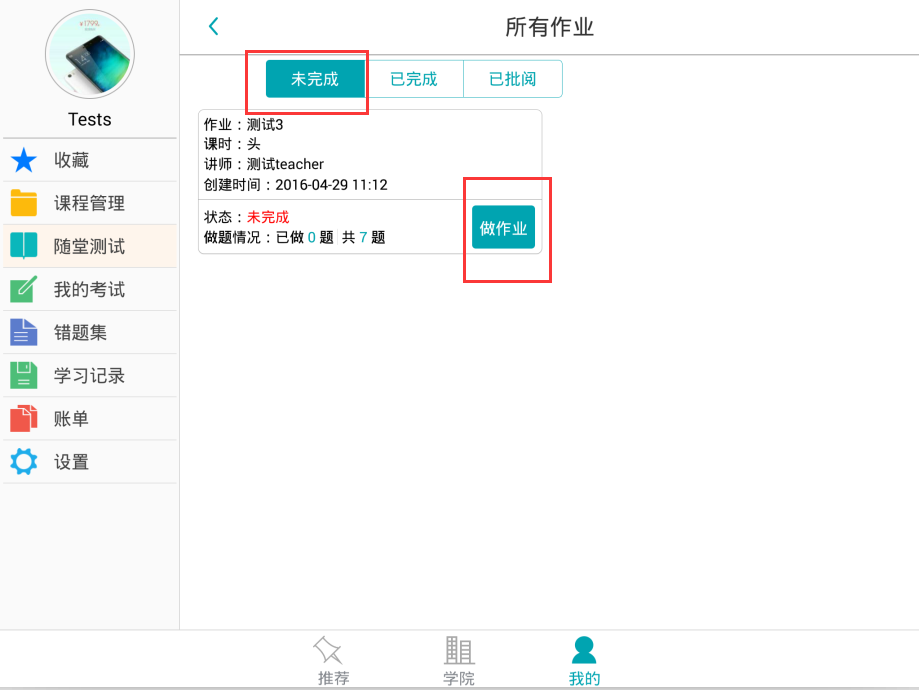 ¥1799
Tests
收藏
课程管理
随堂测试
我的考试
错题集
学习记录
账单
设置
所有作业
未完成
已完成
已批阅
作业：测试3
课时：头
讲师：测试teacher
创建时间：2016-04-29 11:12
状态：未完成
做题情况：已做 0 题 共 7 题
做作业
推荐
学院
我的